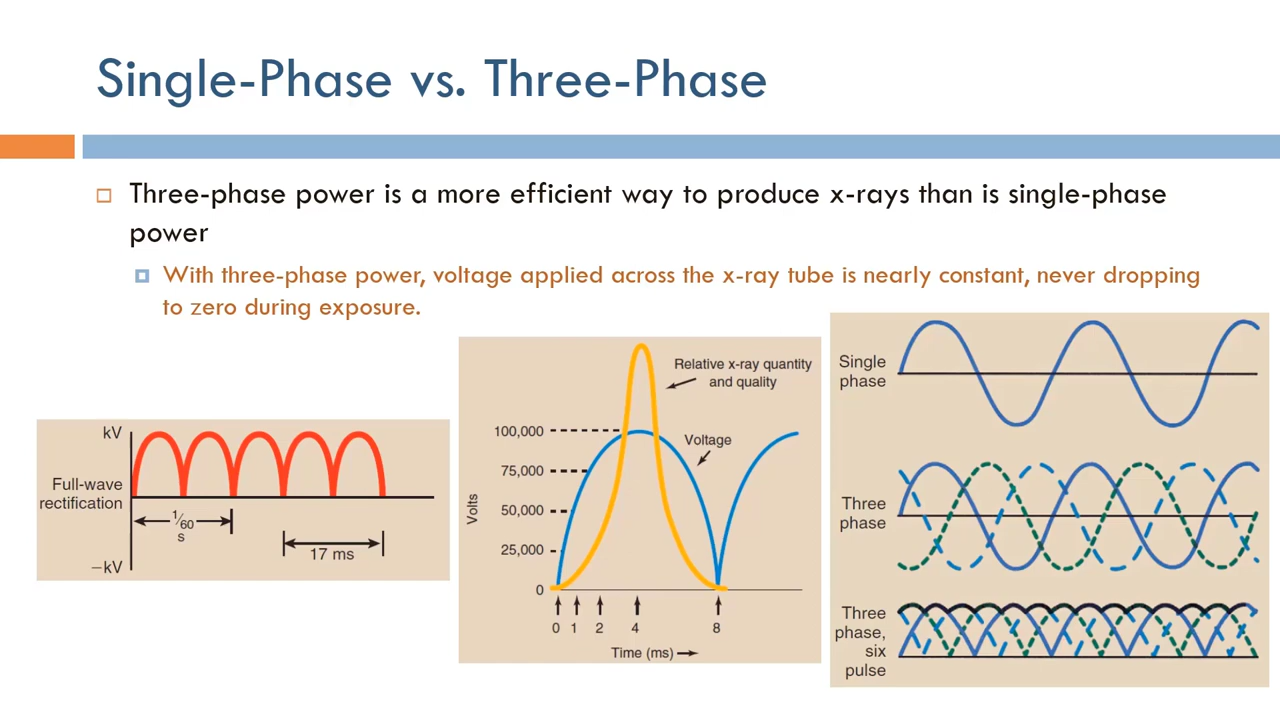 Single-Phase vs. Three-Phase
Three-phase power is a more efficient way to produce x-rays than is single-phase
power
With three-phase power, voltage applied across the x-ray tube is nearly constant, never dropping
to zero during exposure.
kV
Full-wave
rectification
1/60
s
17 ms
−kV
Relative x-ray quantity
and quality
100,000
Voltage
75,000
Volts
50,000
25,000
0
0 1 2 4 8
Time (ms)
Single
phase
Three
phase
Three
phase,
six
pulse